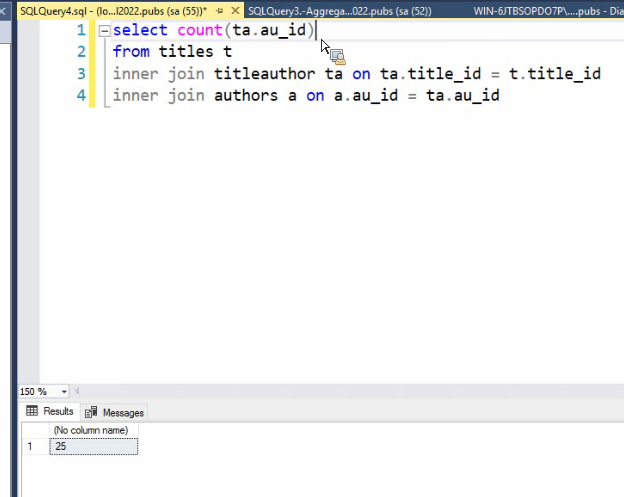 SQLQuery4.sql - (lo...l2022.pubs (sa (55))* SQLQuery3.-Aggrega...022.pubs (sa (52)) WIN-6JTBSOPDO7P\....pubs - Dia
1 select count(ta.au_id)
2 from titles t
3 inner join titleauthor ta on ta.title_id = t.title_id
4 inner join authors a on a.au_id = ta.au_id
150 %
Results Messages
(No column name)
1 25